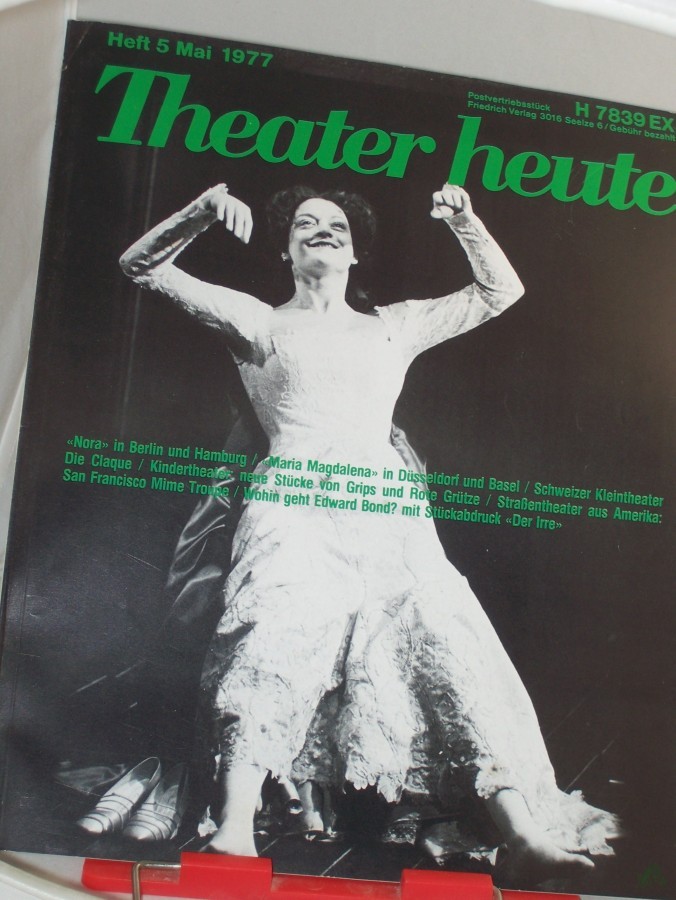 Heft 5 Mai 1977
Postvertriebsstück H 7839 EX
Friedrich Verlag 3016 Seelze 6 / Gebühr bezahlt
Theater heute
«Nora» in Berlin und Hamburg / «Maria Magdalena» in Düsseldorf und Basel / Schweizer Kleintheater
Die Claque / Kindertheater: neue Stücke von Grips und Rote Grütze / Straßentheater aus Amerika:
San Francisco Mime Troupe / Wohin geht Edward Bond? mit Stückabdruck «Der Irre»